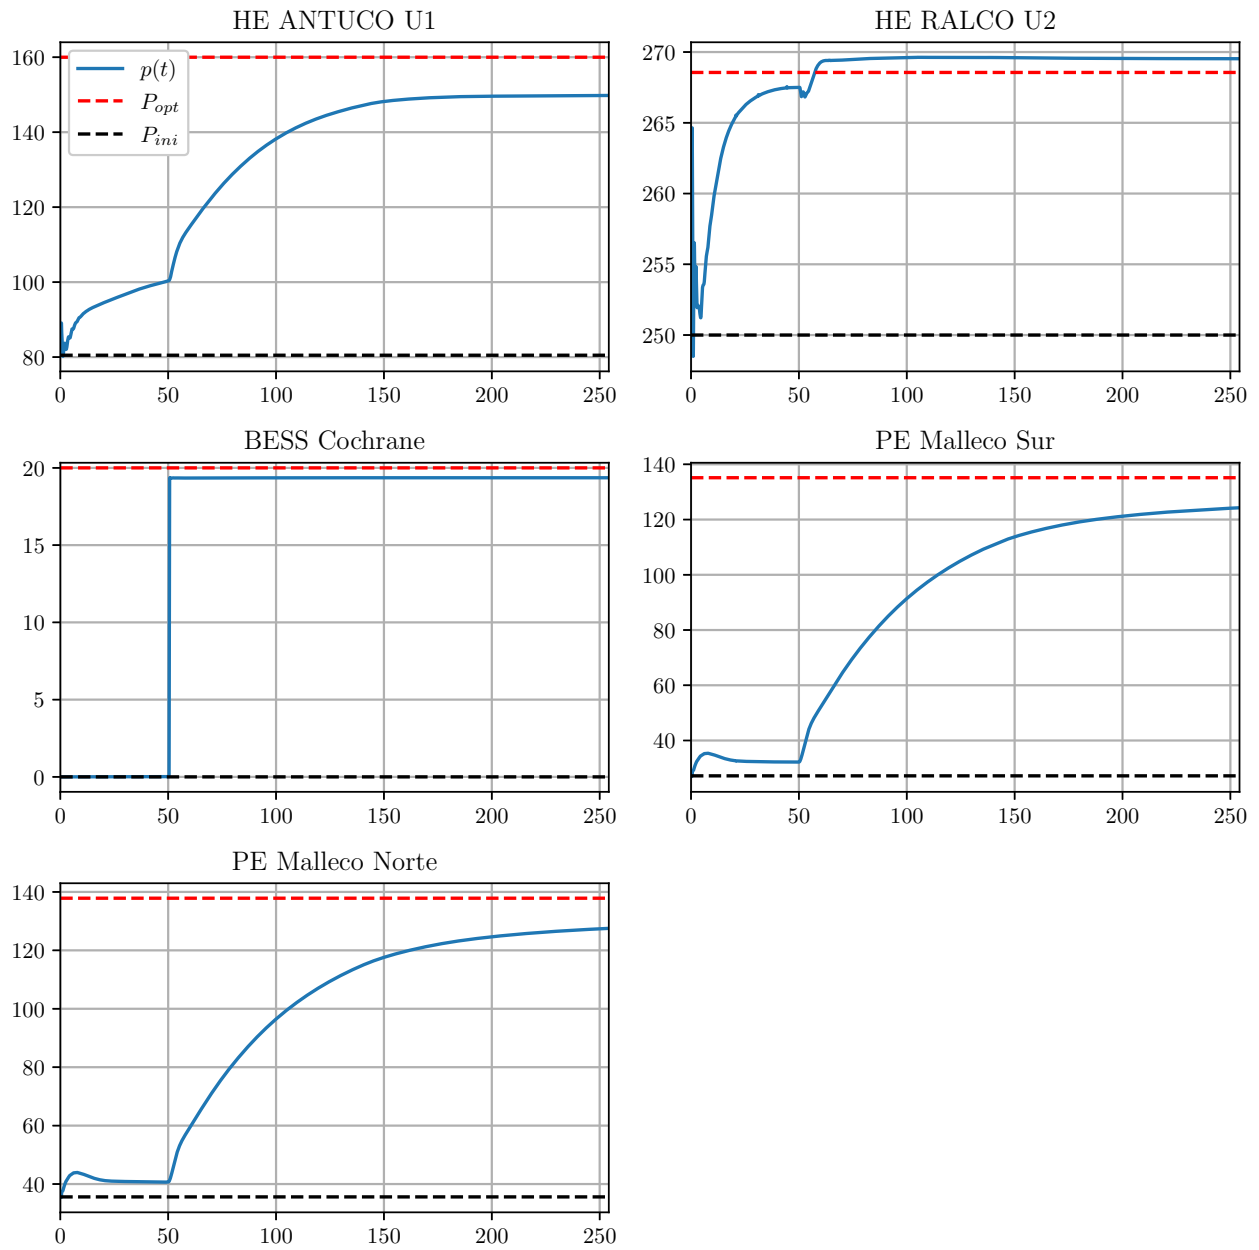 HE ANTUCO U1
160
140
120
100
80
p(t)
P_opt
P_ini
0 50 100 150 200 250
HE RALCO U2
270
265
260
255
250
0 50 100 150 200 250
BESS Cochrane
20
15
10
5
0
0 50 100 150 200 250
PE Malleco Sur
140
120
100
80
60
40
0 50 100 150 200 250
PE Malleco Norte
140
120
100
80
60
40
0 50 100 150 200 250